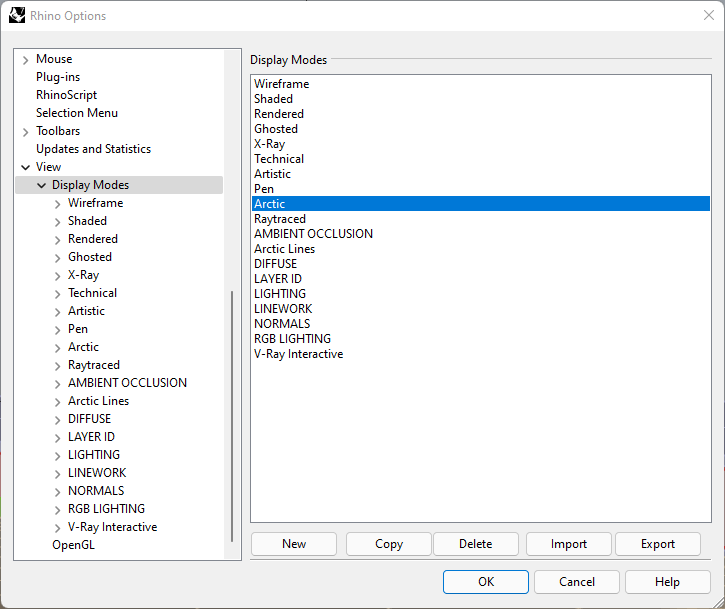 Rhino Options
Mouse
Plug-ins
RhinoScript
Selection Menu
Toolbars
Updates and Statistics
View
Display Modes
Wireframe
Shaded
Rendered
Ghosted
X-Ray
Technical
Artistic
Pen
Arctic
Raytraced
AMBIENT OCCLUSION
Arctic Lines
DIFFUSE
LAYER ID
LIGHTING
LINEWORK
NORMALS
RGB LIGHTING
V-Ray Interactive
OpenGL
Display Modes
Wireframe
Shaded
Rendered
Ghosted
X-Ray
Technical
Artistic
Pen
Arctic
Raytraced
AMBIENT OCCLUSION
Arctic Lines
DIFFUSE
LAYER ID
LIGHTING
LINEWORK
NORMALS
RGB LIGHTING
V-Ray Interactive
New Copy Delete Import Export
OK Cancel Help